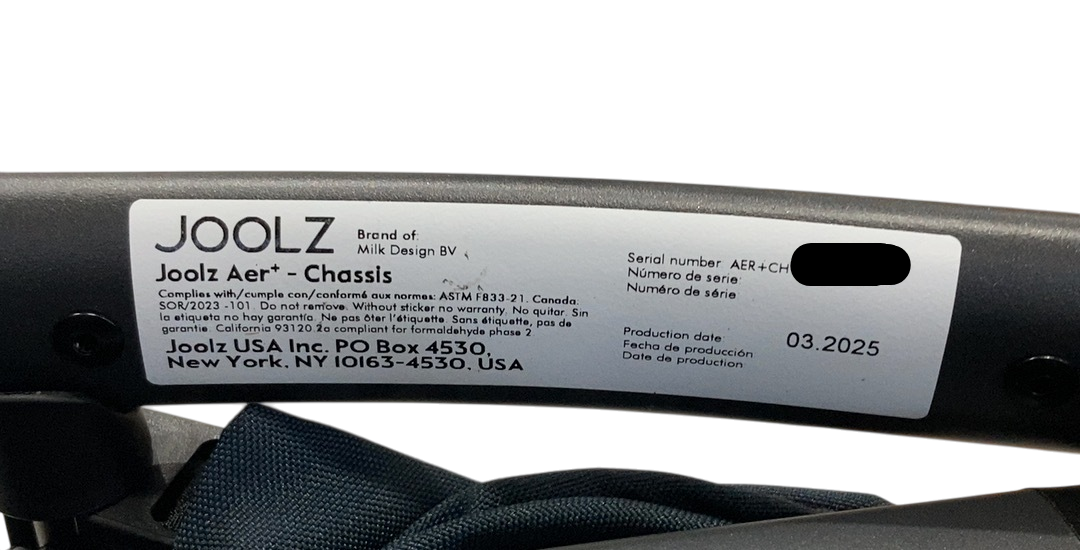 JOOLZ
Brand of:
Milk Design BV
Joolz Aer+ - Chassis
Complies with/cumple con/conformé aux normes: ASTM F833-21. Canada:
SOR/2023 -101. Do not remove. Without sticker no warranty. No quitar. Sin
la etiqueta no hay garantía. Ne pas ôter l'étiquette. Sans étiquette, pas de
garantie. California 93120.2a compliant for formaldehyde phase 2
Joolz USA Inc. PO Box 4530,
New York, NY 10163-4530, USA
Serial number: AER+CH
Número de serie:
Numéro de série
Production date:
Fecha de producción
Date de production:
03.2025